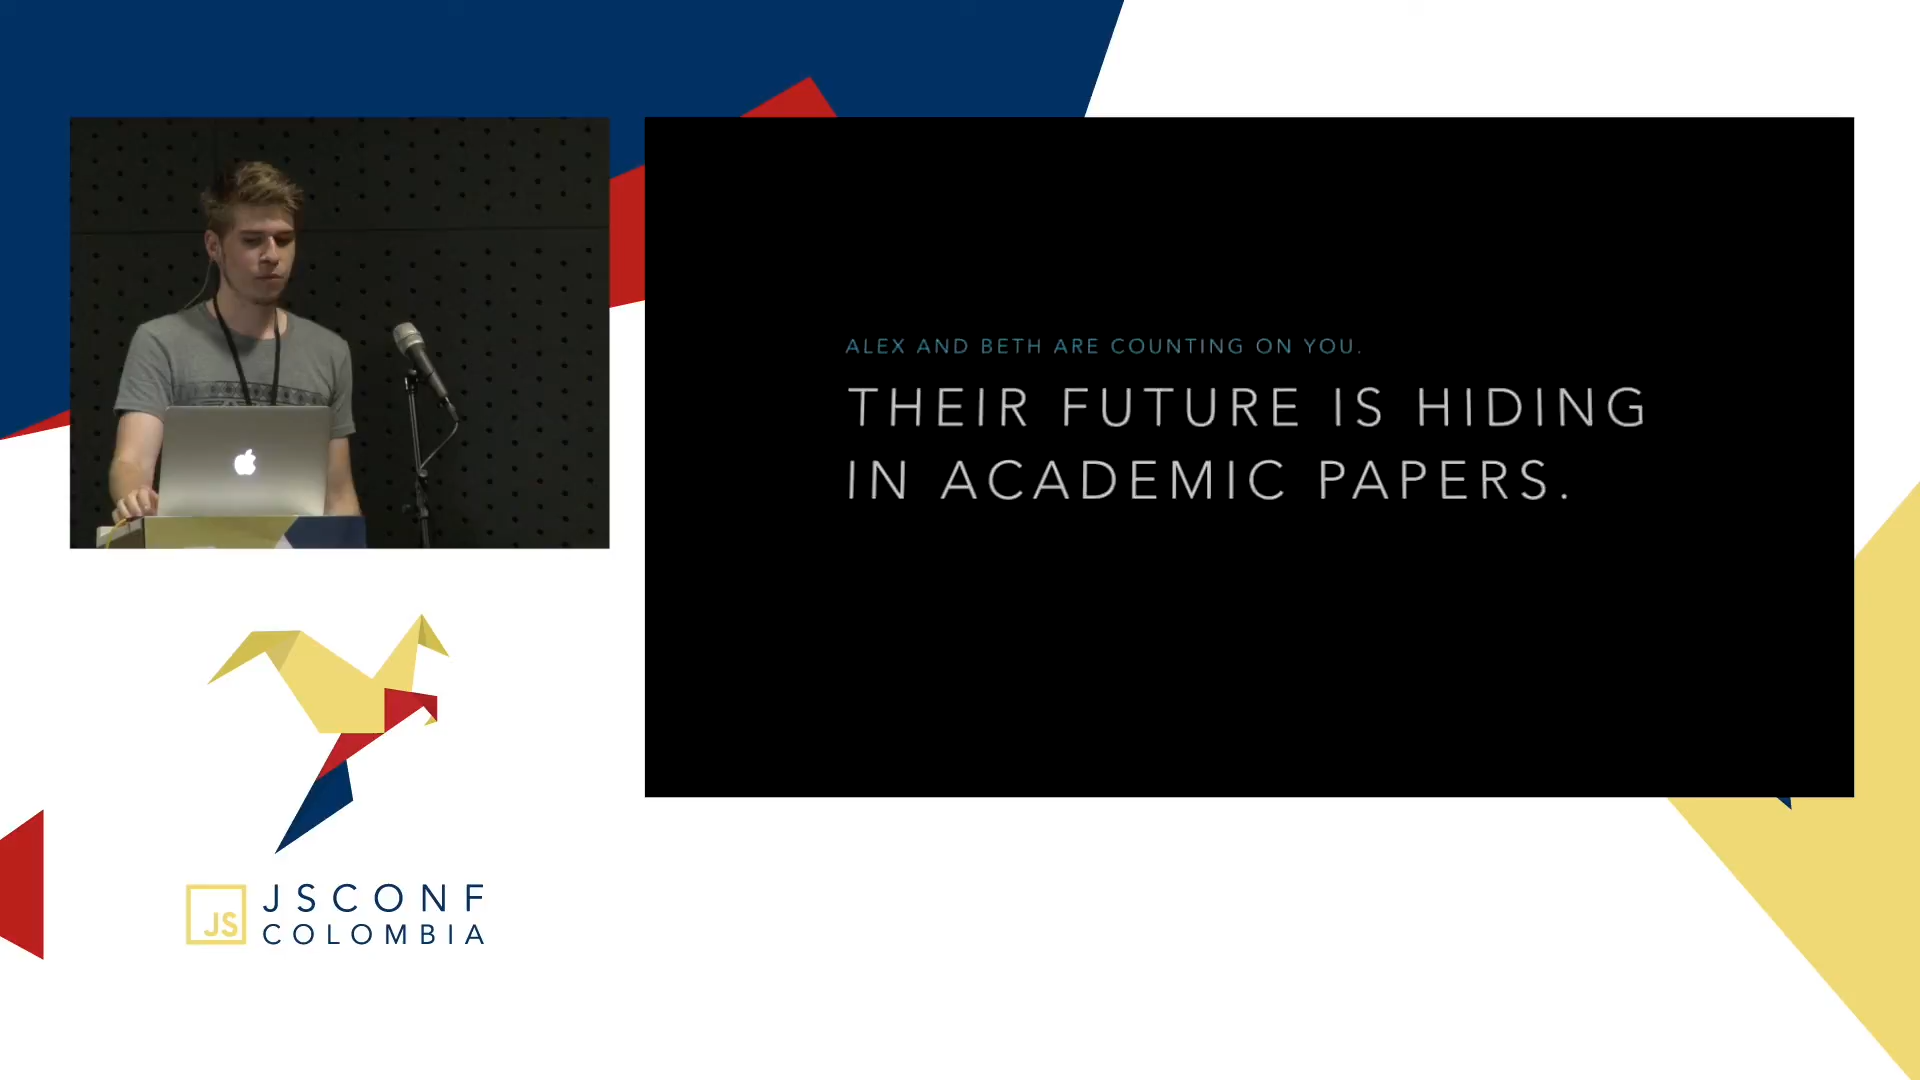 ALEX AND BETH ARE COUNTING ON YOU.
THEIR FUTURE IS HIDING
IN ACADEMIC PAPERS.
JS
JSCONF
COLOMBIA